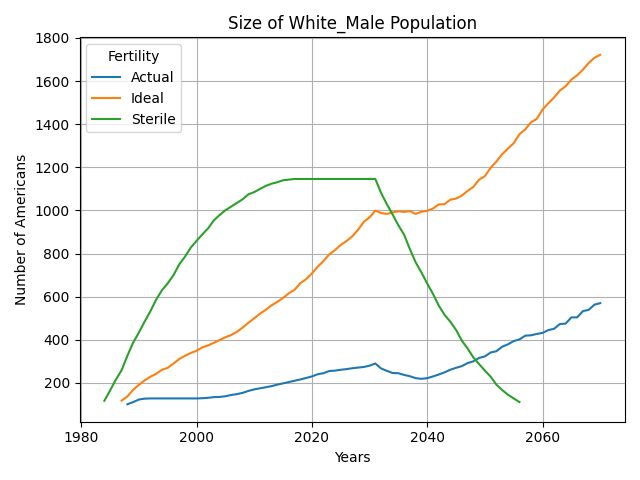 Size of White_Male Population
Fertility
Actual
Ideal
Sterile
Number of Americans
1800
1600
1400
1200
1000
800
600
400
200
1980
2000
2020
2040
2060
Years